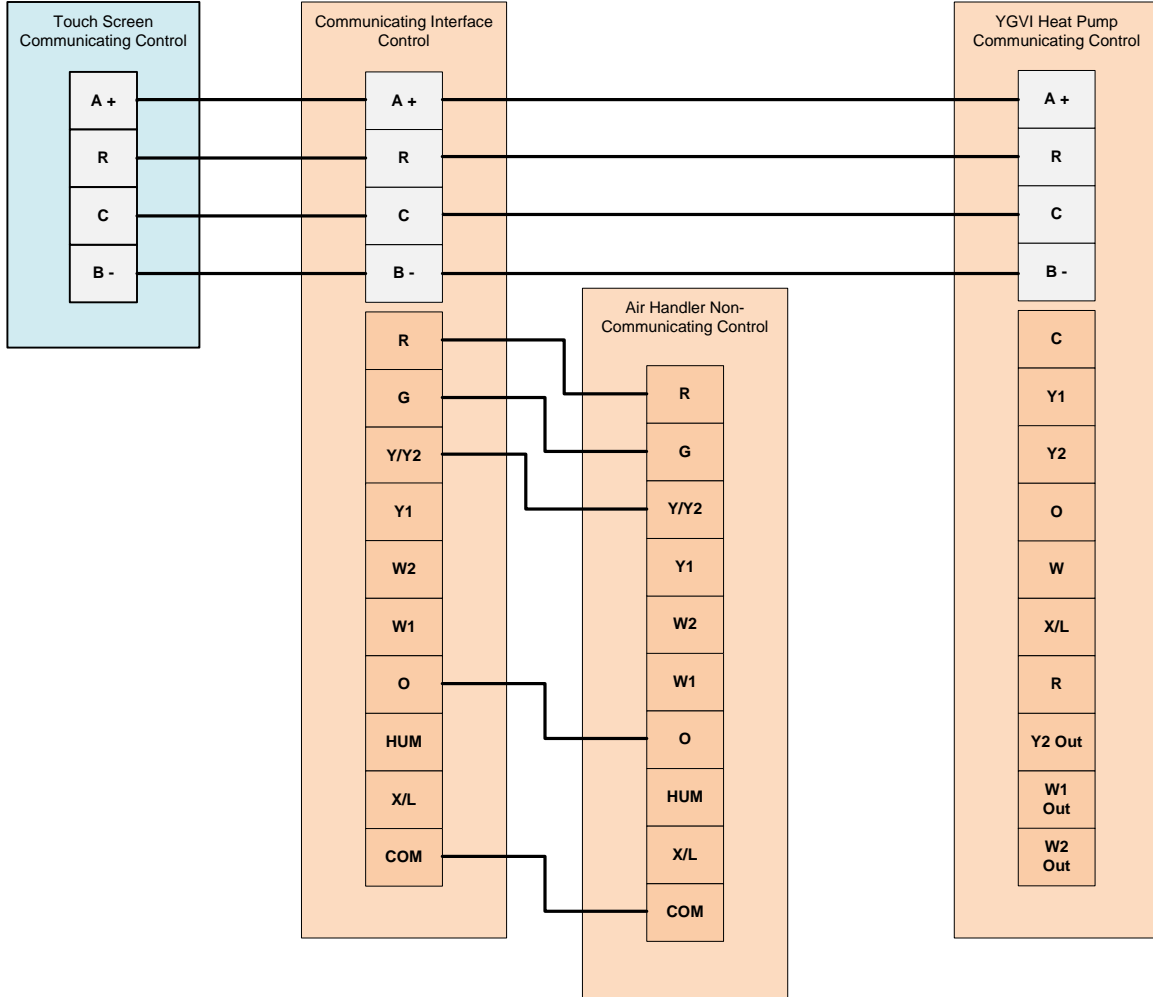 Touch Screen
Communicating Control
A +
R
C
B -
Communicating Interface
Control
A +
R
C
B -
R
G
Y/Y2
Y1
W2
W1
O
HUM
X/L
COM
Air Handler Non-
Communicating Control
R
G
Y/Y2
Y1
W2
W1
O
HUM
X/L
COM
YGVI Heat Pump
Communicating Control
A +
R
C
B -
C
Y1
Y2
O
W
X/L
R
Y2 Out
W1
Out
W2
Out